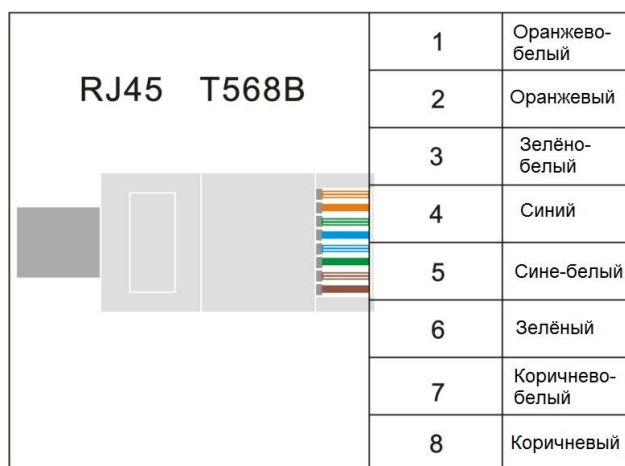 RJ45 T568B
1
Оранжево-
белый
2
Оранжевый
3
Зелёно-
белый
4
Синий
5
Сине-белый
6
Зелёный
7
Коричнево-
белый
8
Коричневый